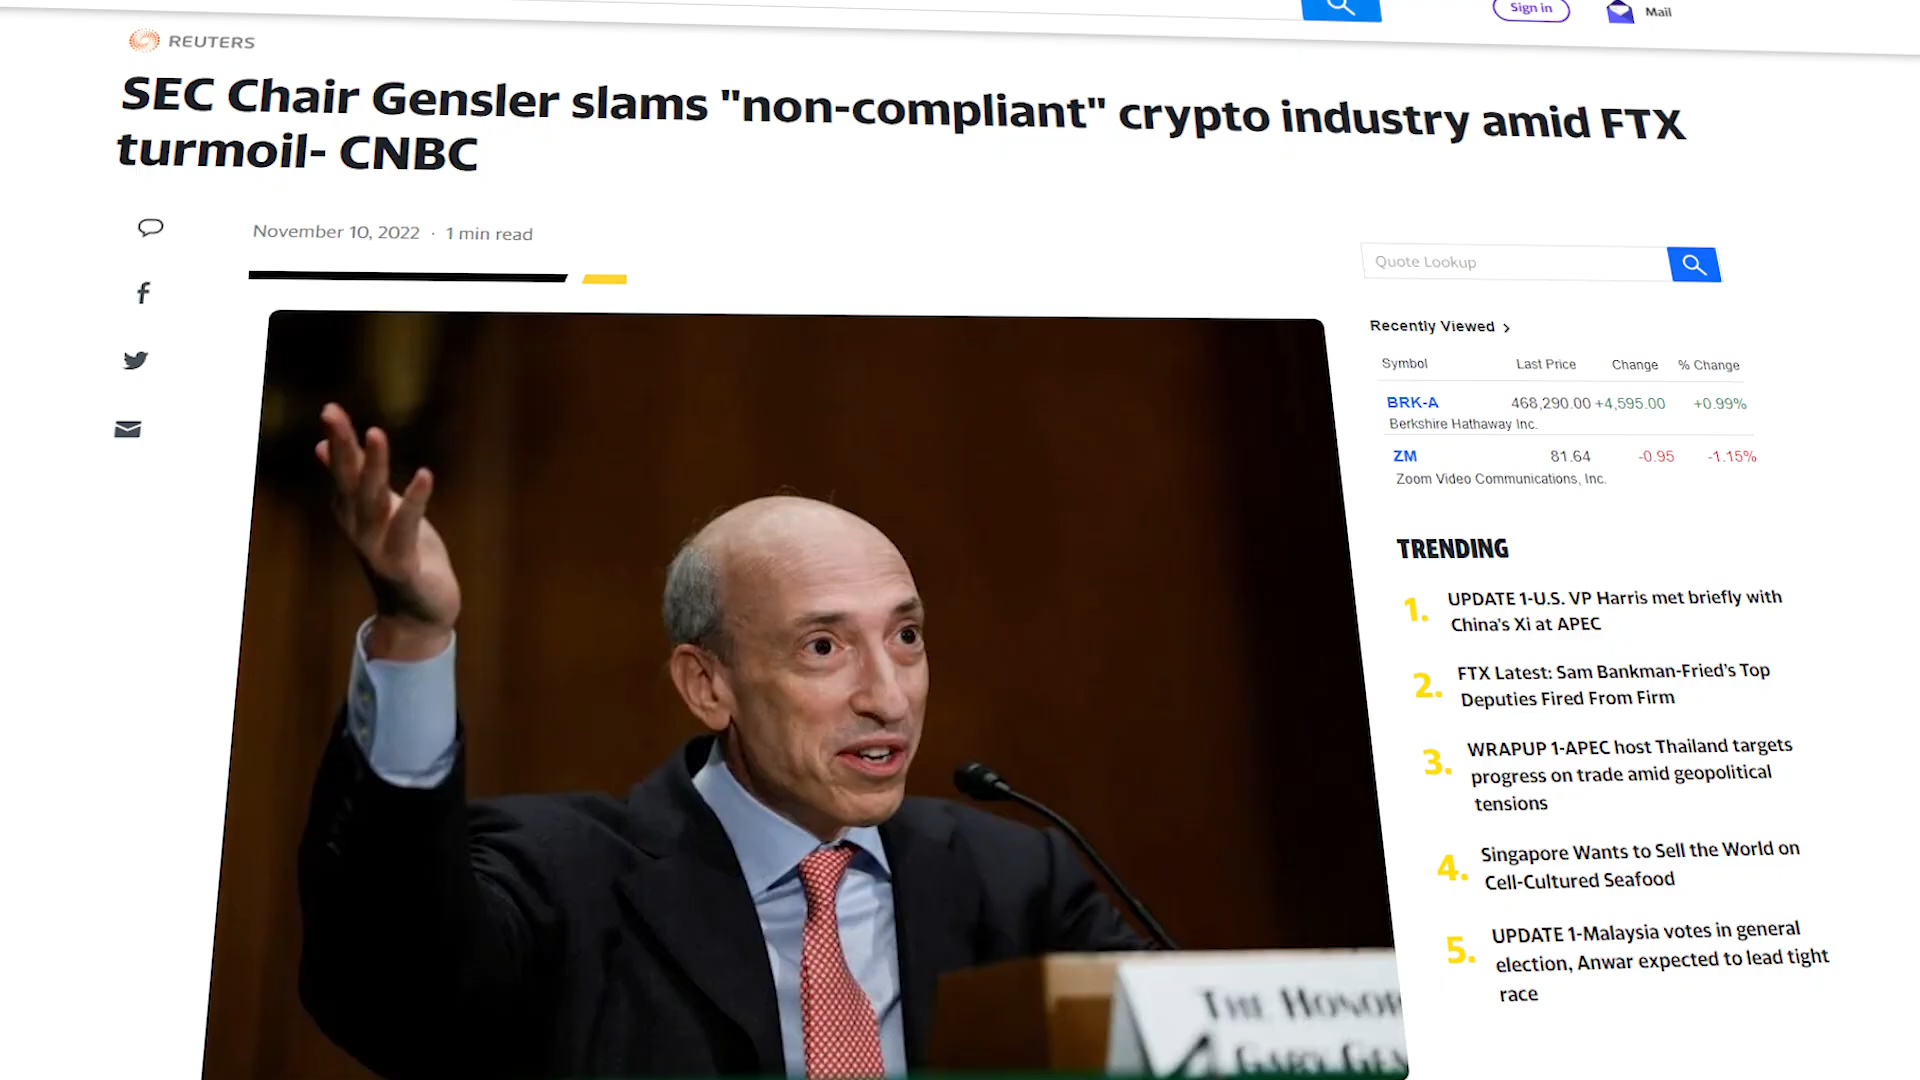 Sign in
Mail
REUTERS
SEC Chair Gensler slams "non-compliant" crypto industry amid FTX
turmoil- CNBC
November 10, 2022 · 1 min read
Quote Lookup
Recently Viewed
Symbol Last Price Change % Change
BRK-A 468,290.00 +4,595.00 +0.99%
Berkshire Hathaway Inc.
ZM 81.64 -0.95 -1.15%
Zoom Video Communications, Inc.
TRENDING
1. UPDATE 1-U.S. VP Harris met briefly with
China's Xi at APEC
2. FTX Latest: Sam Bankman-Fried's Top
Deputies Fired From Firm
3. WRAPUP 1-APEC host Thailand targets
progress on trade amid geopolitical
tensions
4. Singapore Wants to Sell the World on
Cell-Cultured Seafood
5. UPDATE 1-Malaysia votes in general
election, Anwar expected to lead tight
race
THE HONOR
GARY GEN